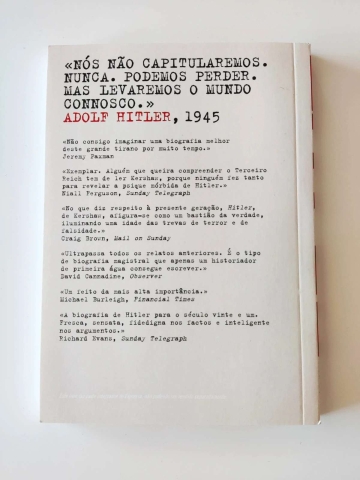 «NÓS NÃO CAPITULAREMOS.
NUNCA. PODEMOS PERDER.
MAS LEVAREMOS O MUNDO
CONNOSCO.»
ADOLF HITLER, 1945
«Não consigo imaginar uma biografia melhor
deste grande tirano por muito tempo.»
Jeremy Paxman
«Exemplar. Alguém que queira compreender o Terceiro
Reich tem de ler Kershaw, porque ninguém fez tanto
para revelar a psique mórbida de Hitler.»
Niall Ferguson, Sunday Telegraph
«No que diz respeito à presente geração, Hitler,
de Kershaw, afigura-se como um bastião da verdade,
iluminando uma idade das trevas de terror e de
falsidade.»
Craig Brown, Mail on Sunday
«Ultrapassa todos os relatos anteriores. É o tipo
de biografia magistral que apenas um historiador
de primeira água consegue escrever.»
David Cannadine, Observer
«Um feito da mais alta importância.»
Michael Burleigh, Financial Times
«A biografia de Hitler para o século vinte e um.
Fresca, sensata, fidedigna nos factos e inteligente
nos argumentos.»
Richard Evans, Sunday Telegraph